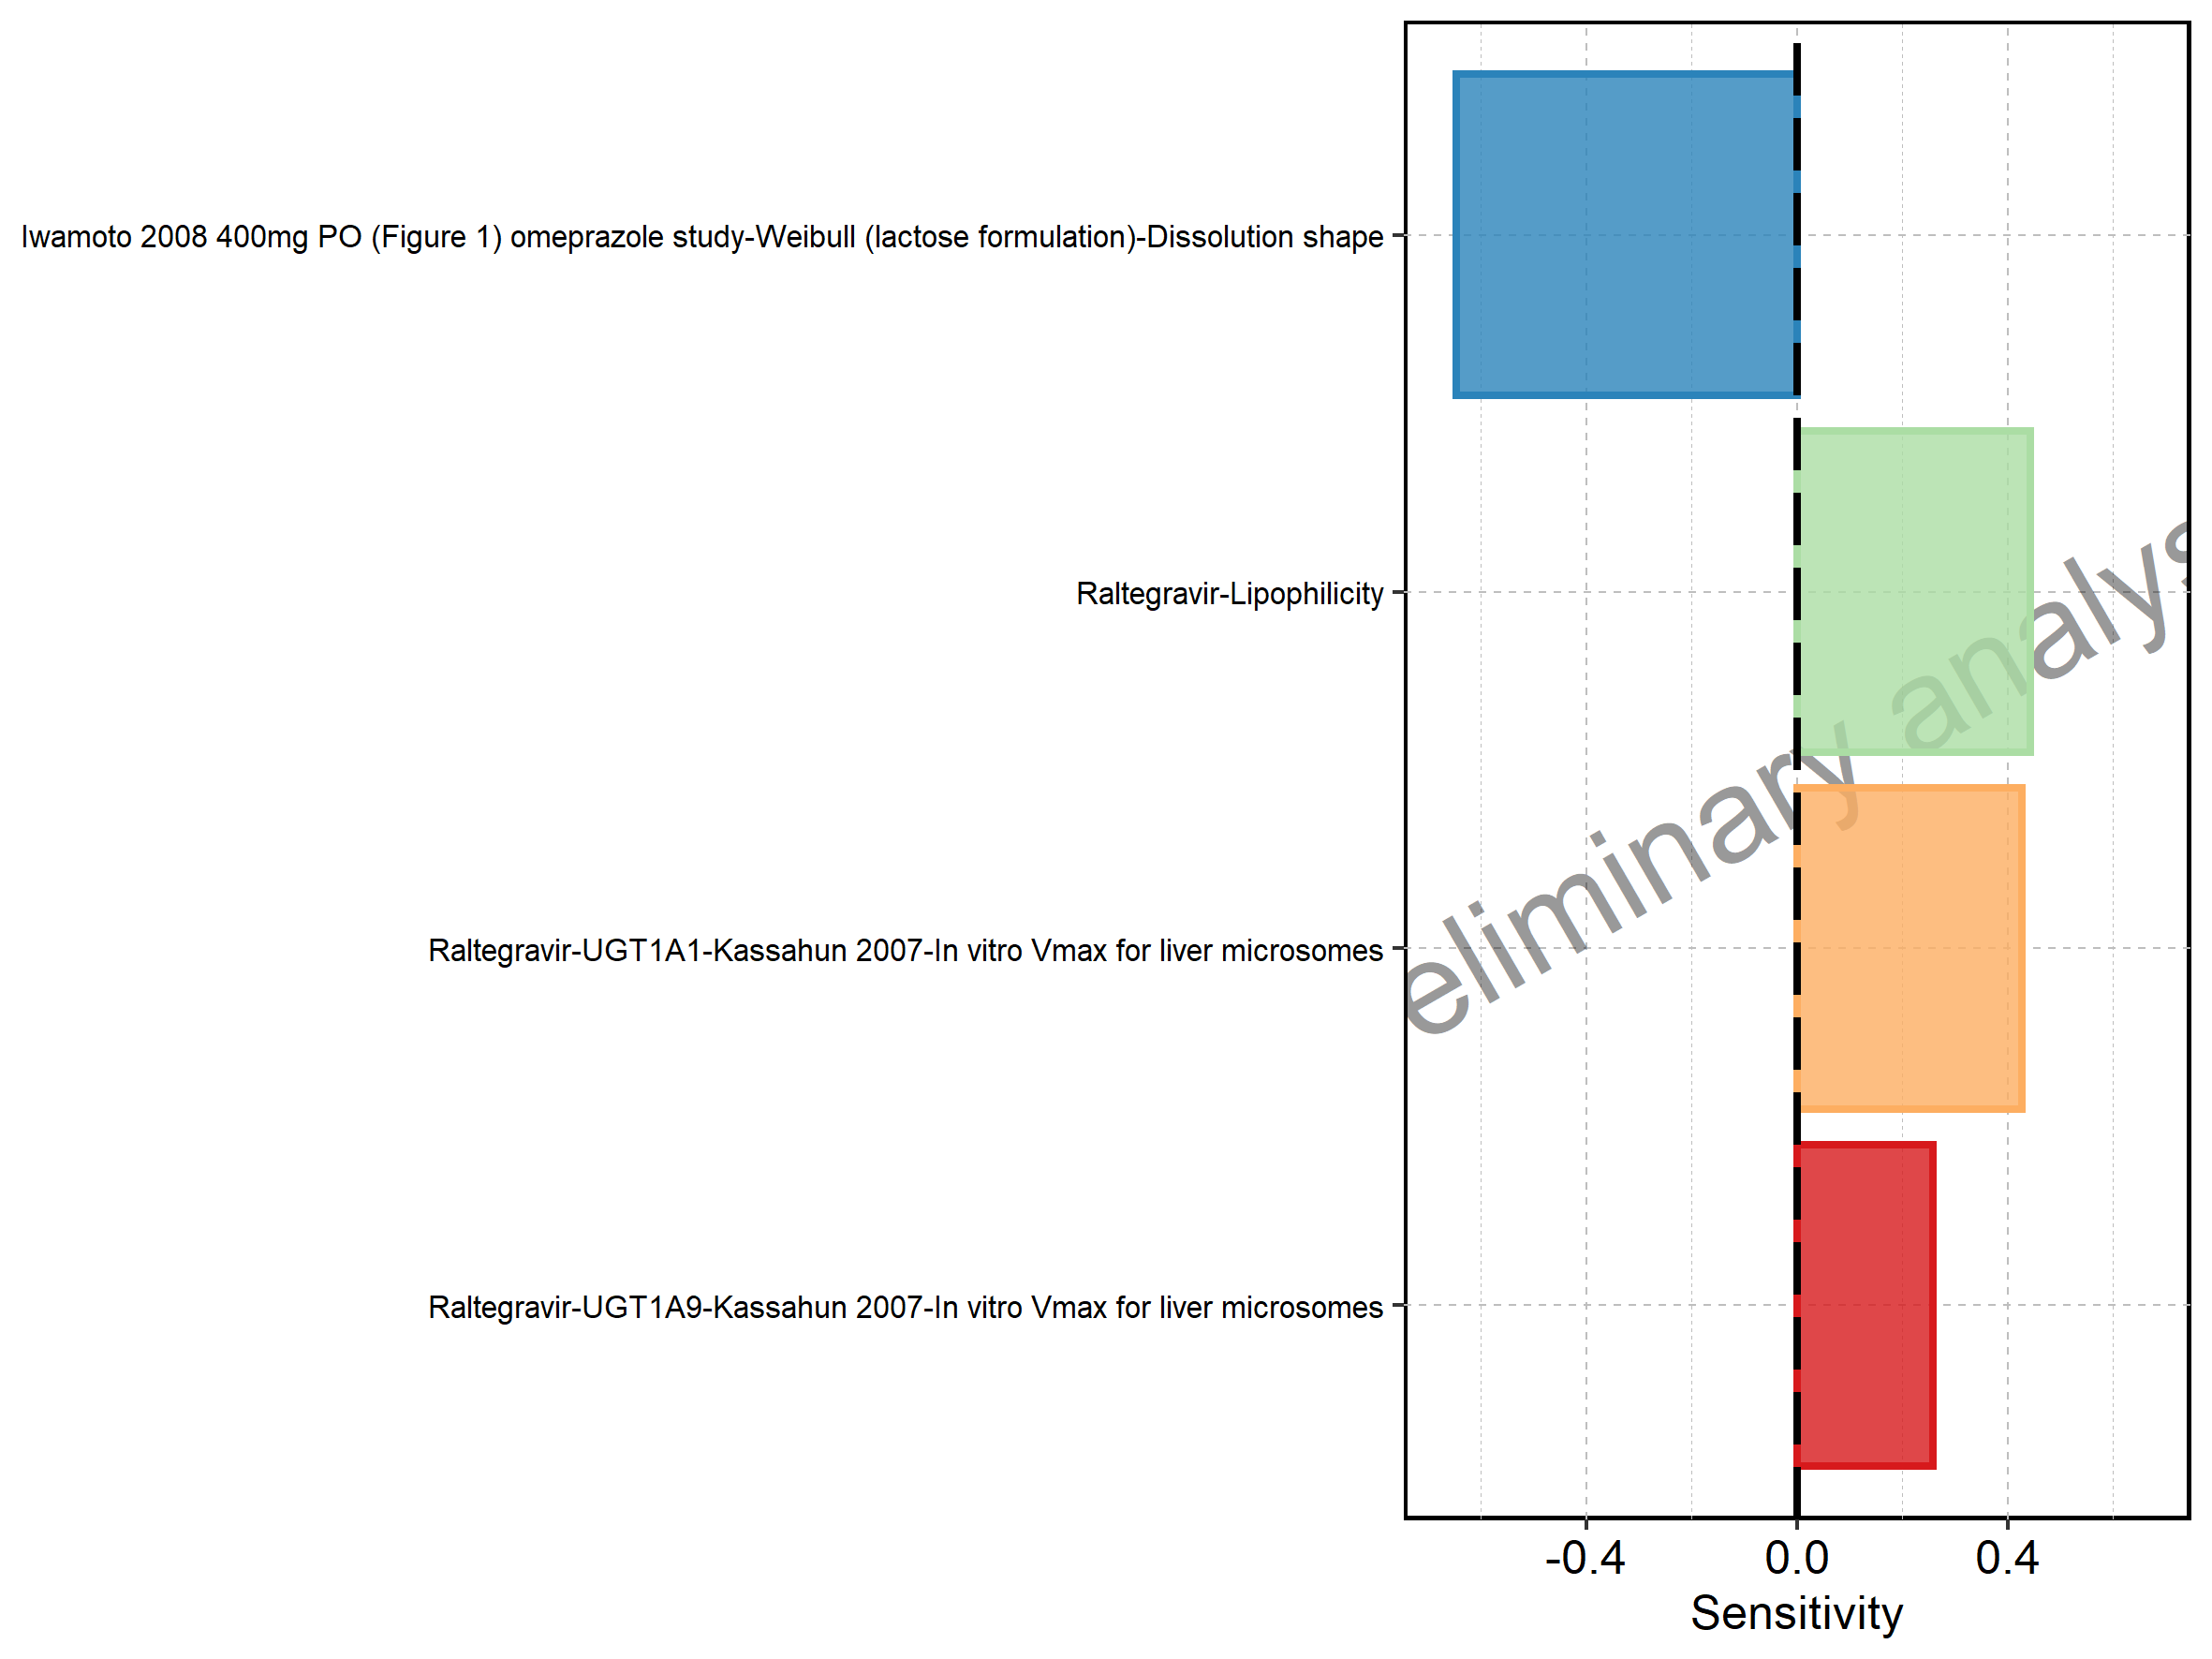 Iwamoto 2008 400mg PO (Figure 1) omeprazole study-Weibull (lactose formulation)-Dissolution shape
Raltegravir-Lipophilicity
eliminary analys
Raltegravir-UGT1A1-Kassahun 2007-In vitro Vmax for liver microsomes
Raltegravir-UGT1A9-Kassahun 2007-In vitro Vmax for liver microsomes
-0.4 0.0 0.4
Sensitivity